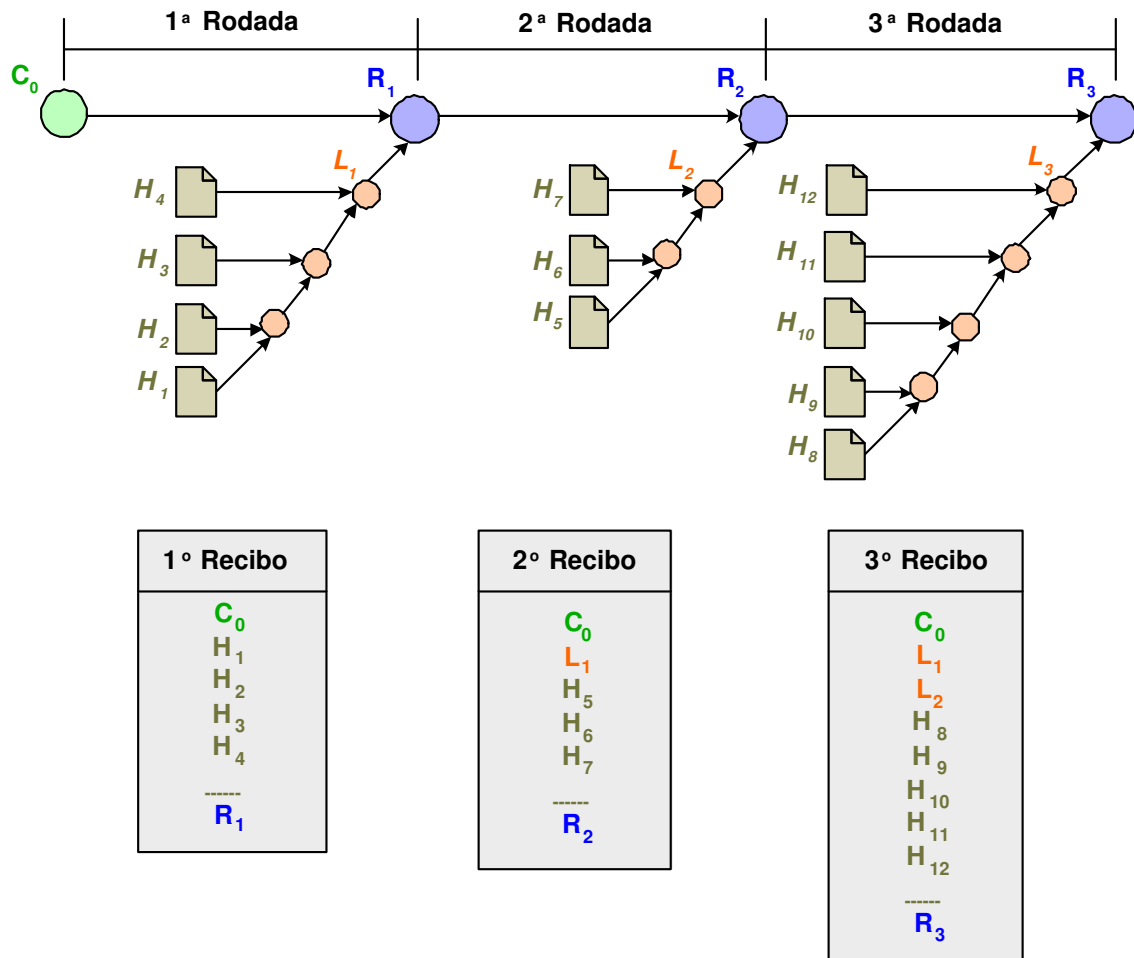 1ª Rodada 2ª Rodada 3ª Rodada
C0 R1 R2 R3
L1 L2 L3
H4 H7 H12
H3 H6 H11
H2 H5 H10
H1 H9
H8
1º Recibo
C0
H1
H2
H3
H4
------
R1
2º Recibo
C0
L1
H5
H6
H7
------
R2
3º Recibo
C0
L1
L2
H8
H9
H10
H11
H12
------
R3